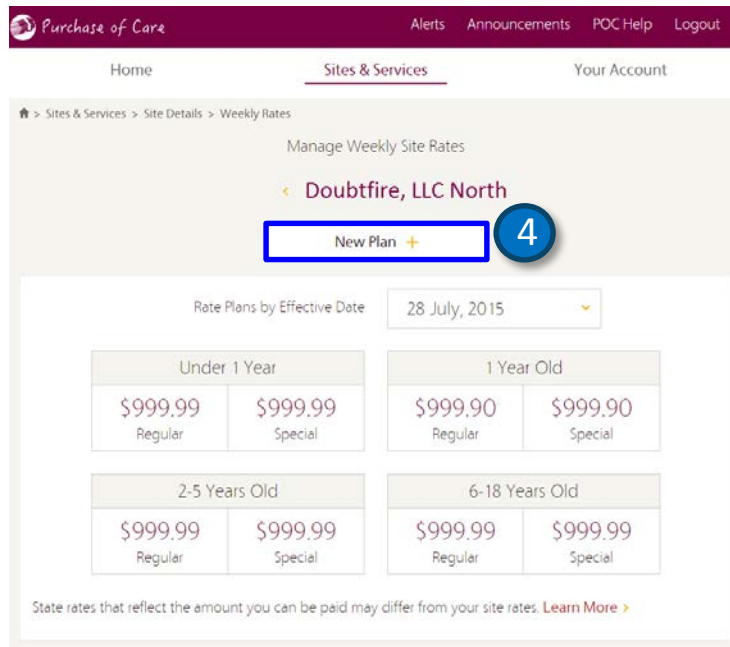 Purchase of Care Alerts Announcements POC Help Logout
Home Sites & Services Your Account
> Sites & Services > Site Details > Weekly Rates
Manage Weekly Site Rates
‹ Doubtfire, LLC North
New Plan + 4
Rate Plans by Effective Date 28 July, 2015
Under 1 Year 1 Year Old
$999.99 $999.99 $999.90 $999.90
Regular Special Regular Special
2-5 Years Old 6-18 Years Old
$999.99 $999.99 $999.99 $999.99
Regular Special Regular Special
State rates that reflect the amount you can be paid may differ from your site rates. Learn More ›